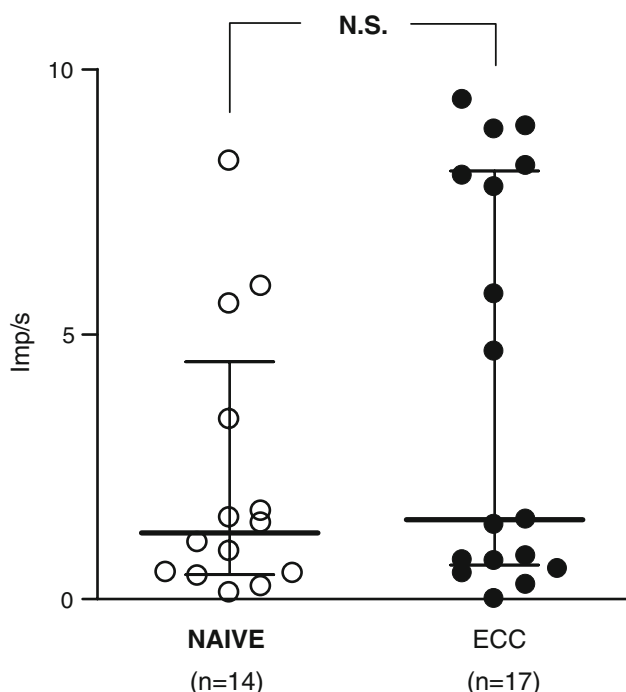 N.S.
10
5
0
Imp/s
NAIVE
ECC
(n=14)
(n=17)